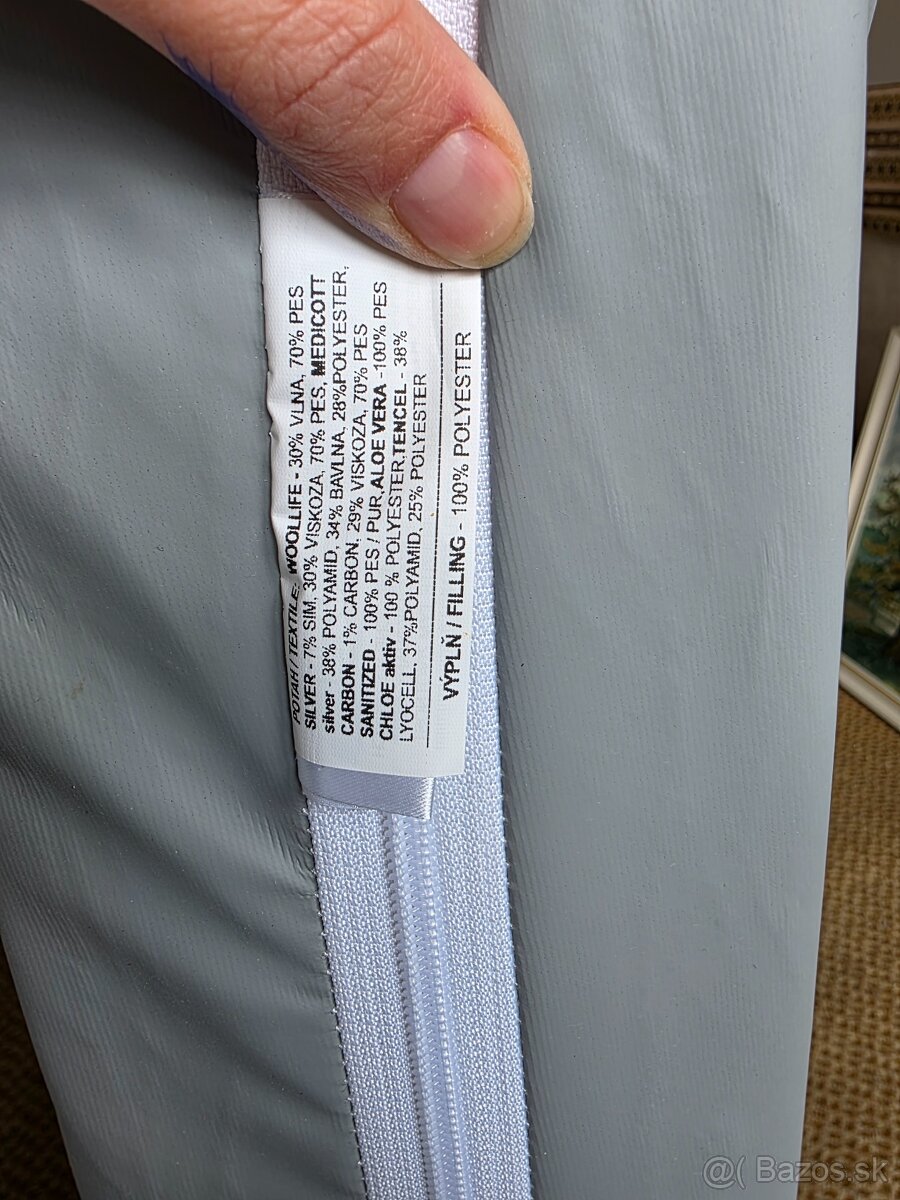 POŤAH / TEXTILE: WOOLLIFE - 30% VLNA, 70% PES
SILVER - 7% SIM, 30% VISKOZA, 70% PES, MEDICOTT
silver - 38% POLYAMID, 34% BAVLNA, 28%POLYESTER,
CARBON - 1% CARBON, 29% VISKOZA, 70% PES
SANITIZED - 100% PES / PUR,ALOE VERA -100% PES
CHLOE aktiv - 100 % POLYESTER,TENCEL - 38%
LYOCELL, 37%POLYAMID, 25% POLYESTER
VÝPLŇ / FILLING - 100% POLYESTER
@( Bazos.sk